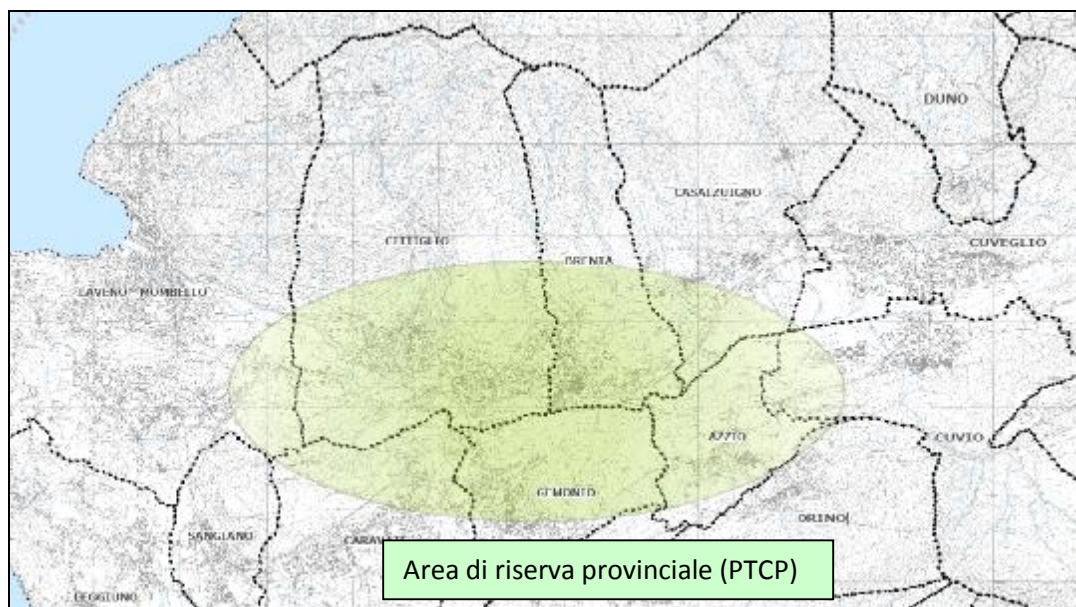 DUNO
CASALZUIGNO
CITTIGLIO
CUVEGLIO
BRENTA
LAVENO MOMBELLO
AZZIO
CUVIO
GEMONIO
ORINO
SANGIANO
CARAVATE
Area di riserva provinciale (PTCP)
LEGGIUNO